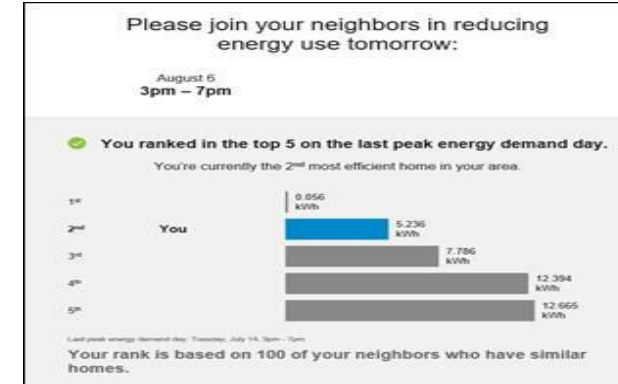 Please join your neighbors in reducing
energy use tomorrow:
August 6
3pm – 7pm
You ranked in the top 5 on the last peak energy demand day.
You're currently the 2nd most efficient home in your area.
1st
0.056
kWh
2nd You
5.236
kWh
3rd
7.786
kWh
4th
12.394
kWh
5th
12.665
kWh
Last peak energy demand day: Tuesday, July 14, 3pm - 7pm
Your rank is based on 100 of your neighbors who have similar
homes.